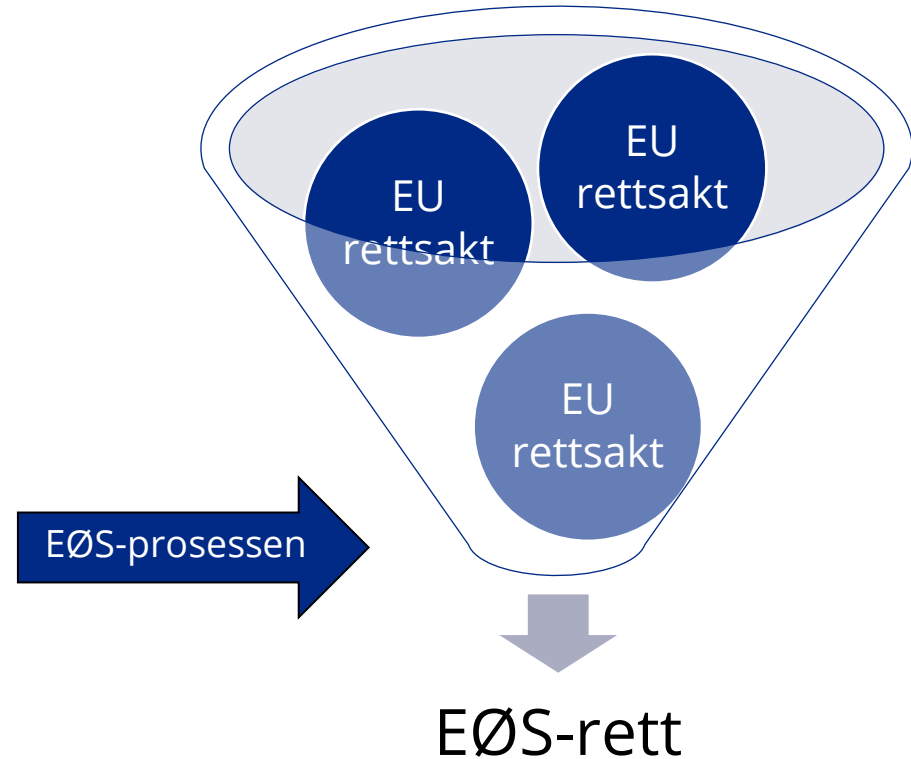 EU
rettsakt
EU
rettsakt
EU
rettsakt
EØS-prosessen
EØS-rett